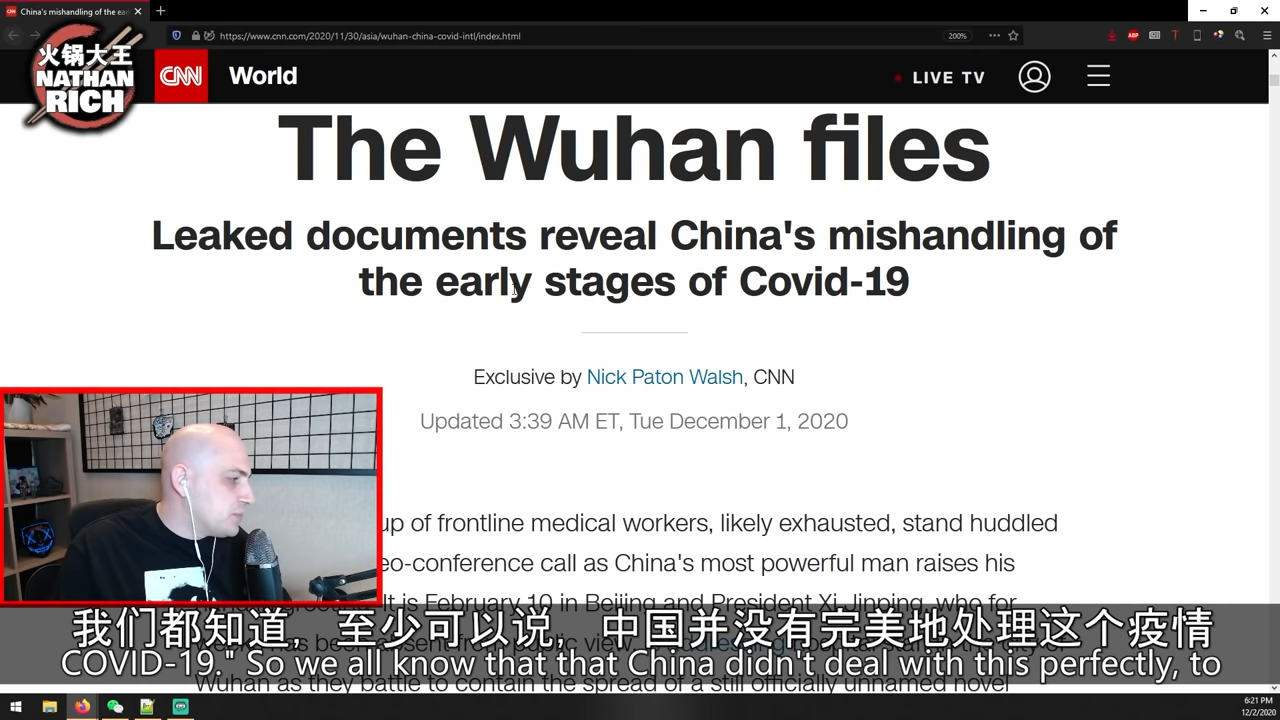 China's mishandling of the ear
https://www.cnn.com/2020/11/30/asia/wuhan-china-covid-intl/index.html
200%
火锅大王
NATHAN
RICH
CNN
World
LIVE TV
The Wuhan files
Leaked documents reveal China's mishandling of
the early stages of Covid-19
Exclusive by Nick Paton Walsh, CNN
Updated 3:39 AM ET, Tue December 1, 2020
up of frontline medical workers, likely exhausted, stand huddled
eo-conference call as China's most powerful man raises his
It is February 10 in Beijing and President Xi Jinping, who for
我们都知道，至少可以说，中国并没有完美地处理这个疫情
COVID-19." So we all know that that China didn't deal with this perfectly, to
Wuhan as they battle to contain the spread of a still officially unnamed novel
6:21 PM
12/2/2020